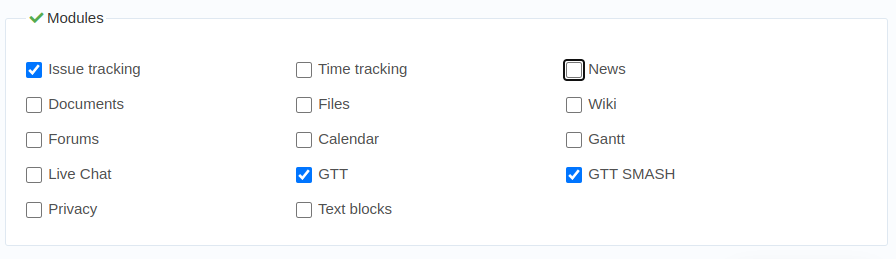 Modules
Issue tracking Time tracking News
Documents Files Wiki
Forums Calendar Gantt
Live Chat GTT GTT SMASH
Privacy Text blocks